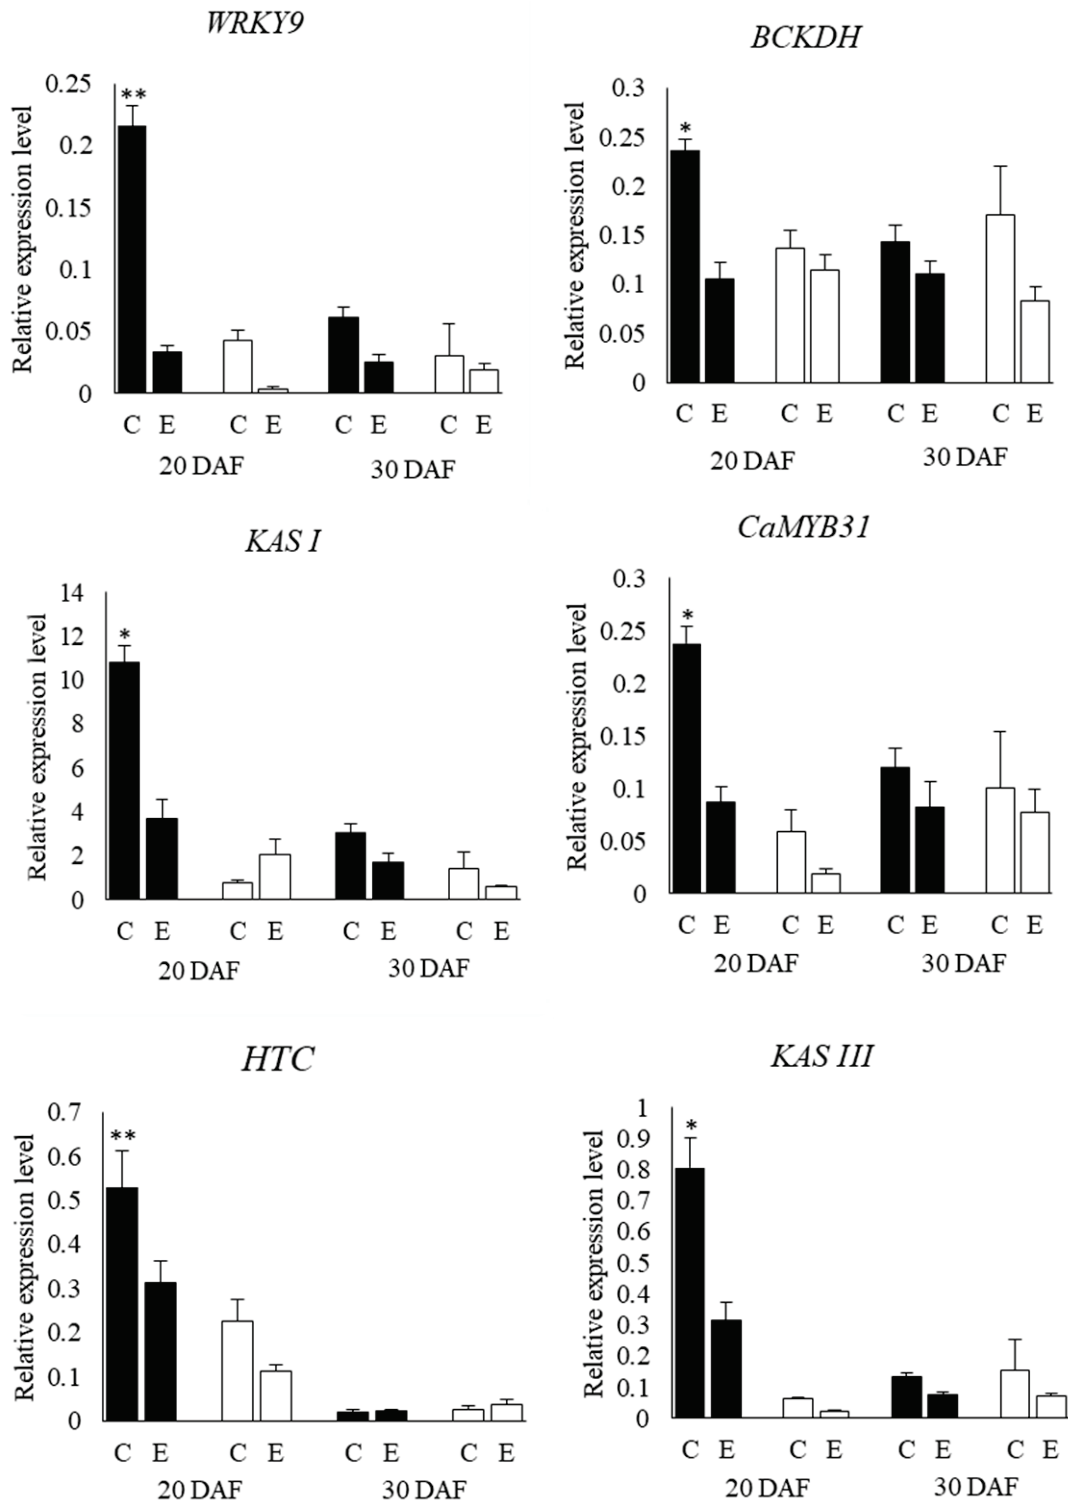 WRKY9
Relative expression level
0.25
0.2
0.15
0.1
0.05
0
**
C E C E C E C E
20 DAF 30 DAF
BCKDH
Relative expression level
0.3
0.25
0.2
0.15
0.1
0.05
0
*
C E C E C E C E
20 DAF 30 DAF
KAS I
Relative expression level
14
12
10
8
6
4
2
0
*
C E C E C E C E
20 DAF 30 DAF
CaMYB31
Relative expression level
0.3
0.25
0.2
0.15
0.1
0.05
0
*
C E C E C E C E
20 DAF 30 DAF
HTC
Relative expression level
0.7
0.6
0.5
0.4
0.3
0.2
0.1
0
**
C E C E C E C E
20 DAF 30 DAF
KAS III
Relative expression level
1
0.9
0.8
0.7
0.6
0.5
0.4
0.3
0.2
0.1
0
*
C E C E C E C E
20 DAF 30 DAF